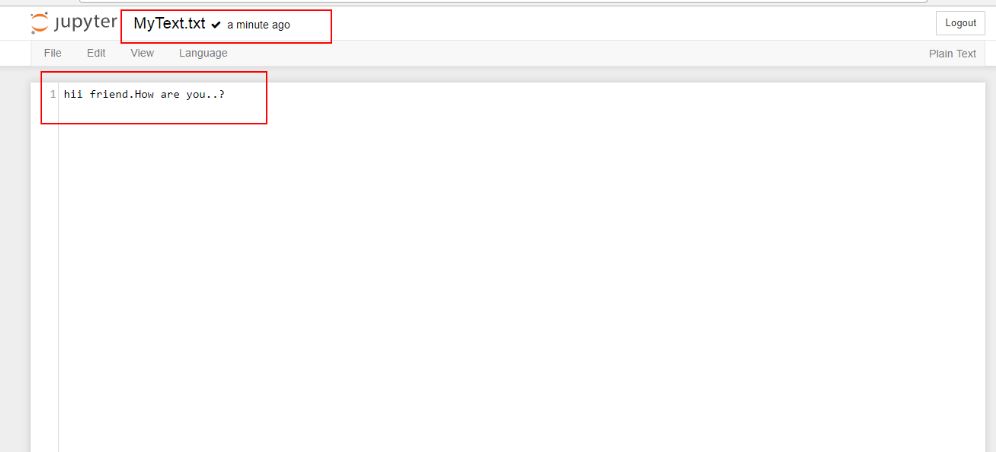 jupyter MyText.txt ✔ a minute ago Logout
File Edit View Language Plain Text
1 hii friend.How are you..?